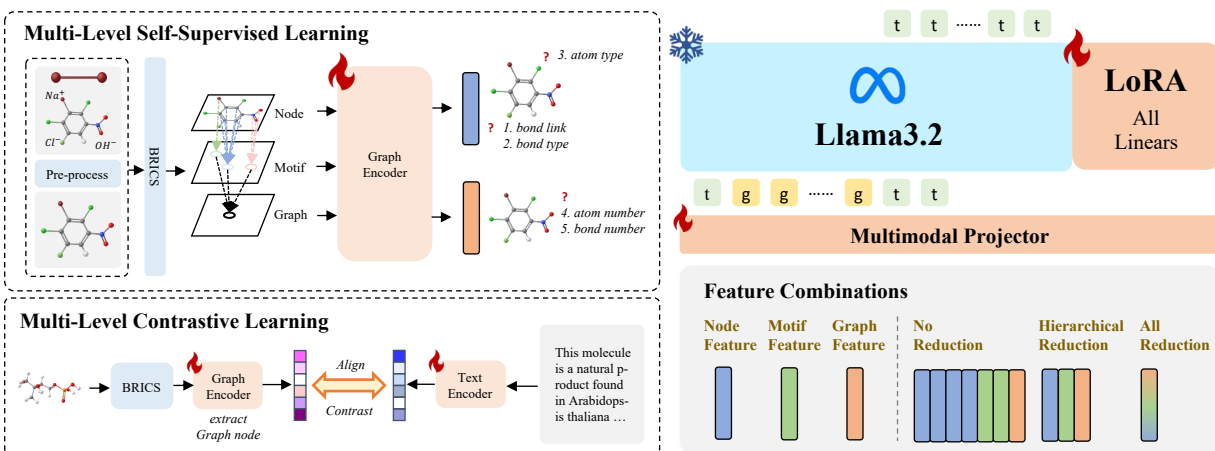 Multi-Level Self-Supervised Learning
Na⁺
Cl⁻
OH⁻
Pre-process
BRICS
Node
Motif
Graph
Graph
Encoder
? 3. atom type
? 1. bond link
2. bond type
?
4. atom number
5. bond number
Multi-Level Contrastive Learning
BRICS
Graph
Encoder
extract
Graph node
Align
Contrast
Text
Encoder
This molecule
is a natural p-
roduct found
in Arabidops-
is thaliana ...
t t ...... t t
Llama3.2
LoRA
All
Linears
t g g ...... g t t
Multimodal Projector
Feature Combinations
Node
Feature
Motif
Feature
Graph
Feature
No
Reduction
Hierarchical
Reduction
All
Reduction